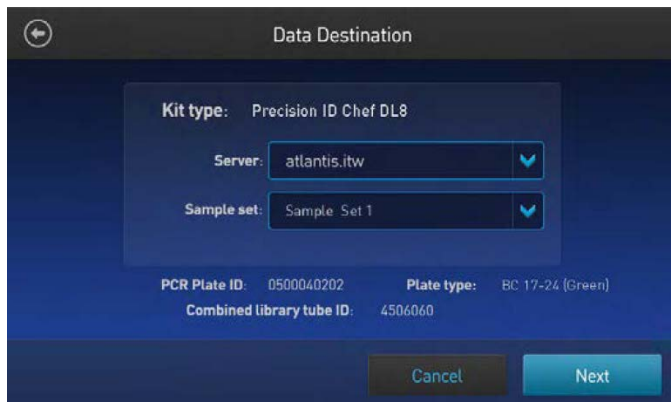 Data Destination
Kit type: Precision ID Chef DL8
Server: atlantis.itw
Sample set: Sample Set 1
PCR Plate ID: 0500040202 Plate type: BC 17-24 (Green)
Combined library tube ID: 4506060
Cancel Next